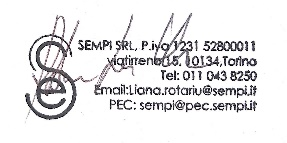 SEMPI SRL, P.iva 1231 52800011
viatirreno 15, 10134,Torino
Tel: 011 043 8250
Email:Liana.rotariu@sempi.it
PEC: sempi@pec.sempi.it